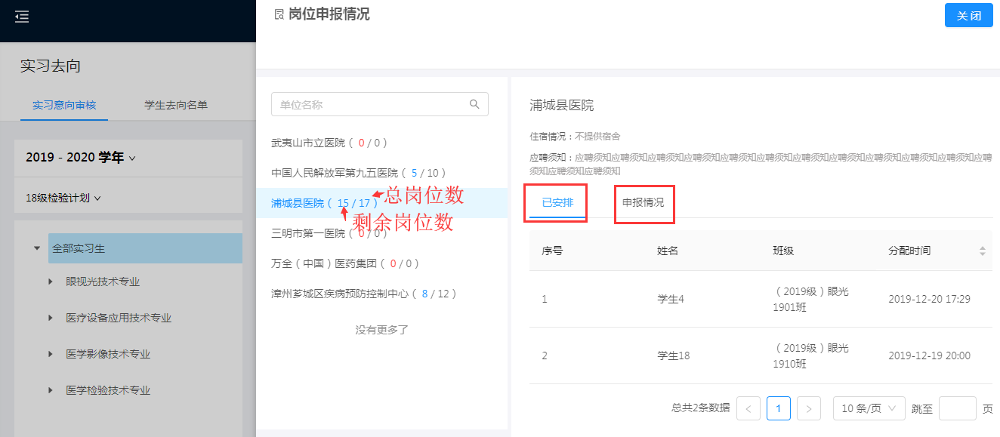 岗位申报情况
关 闭
实习去向
实习意向审核
学生去向名单
2019 - 2020 学年
18级检验计划
全部实习生
眼视光技术专业
医疗设备应用技术专业
医学影像技术专业
医学检验技术专业
单位名称
武夷山市立医院（ 0 / 0 ）
中国人民解放军第九五医院（ 5 / 10 ）
浦城县医院（ 15 / 17 ）
总岗位数
剩余岗位数
三明市第一医院（ 0 / 0 ）
万全（中国）医药集团（ 0 / 0 ）
漳州芗城区疾病预防控制中心（ 8 / 12 ）
没有更多了
浦城县医院
住宿情况：不提供宿舍
应聘须知：应聘须知应聘须知应聘须知应聘须知应聘须知应聘须知应聘须知应聘须知应聘须知应聘须知应聘须知应聘
须知应聘须知应聘须知
已安排
申报情况
序号 姓名 班级 分配时间
1 学生4 （2019级）眼光 2019-12-20 17:29
1901班
2 学生18 （2019级）眼光 2019-12-19 20:00
1910班
总共2条数据 < 1 > 10 条/页 跳至 页